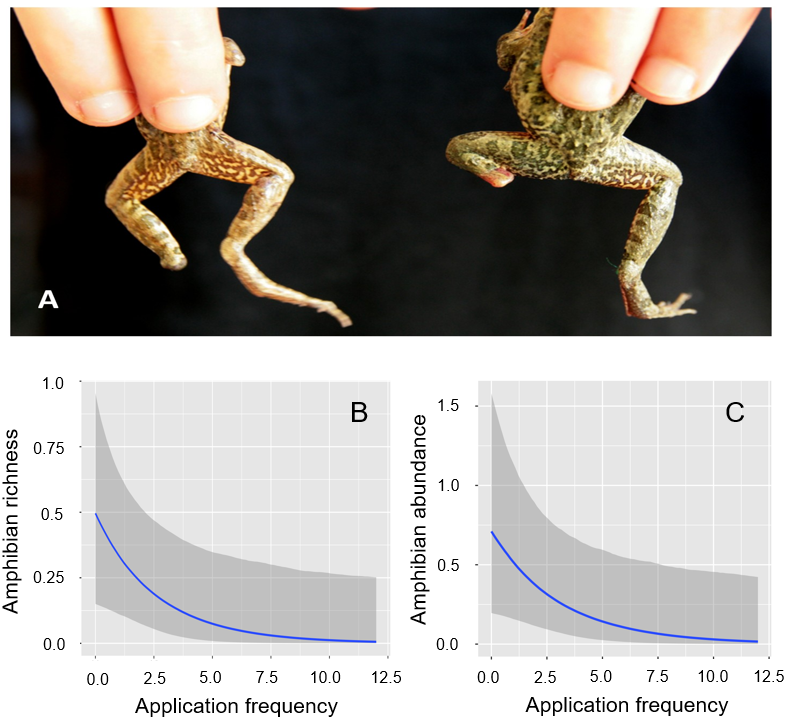 A
B
Amphibian richness
1.0
0.75
0.5
0.25
0.0
0.0 2.5 5.0 7.5 10.0 12.5
Application frequency
C
Amphibian abundance
1.5
1.0
0.5
0.0
0.0 2.5 5.0 7.5 10.0 12.5
Application frequency